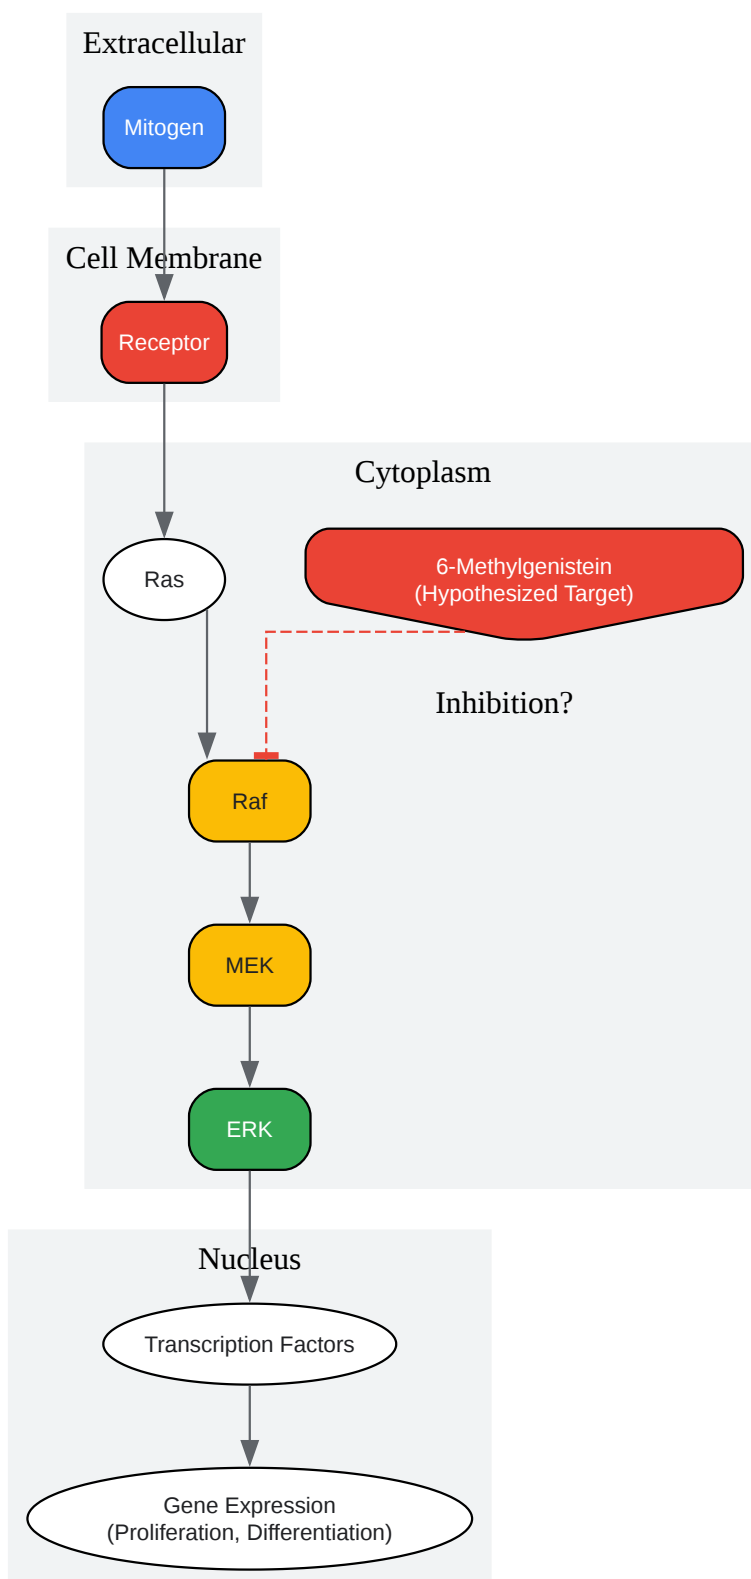 Extracellular
Mitogen
Cell Membrane
Receptor
Cytoplasm
Ras
6-Methylgenistein
(Hypothesized Target)
Inhibition?
Raf
MEK
ERK
Nucleus
Transcription Factors
Gene Expression
(Proliferation, Differentiation)